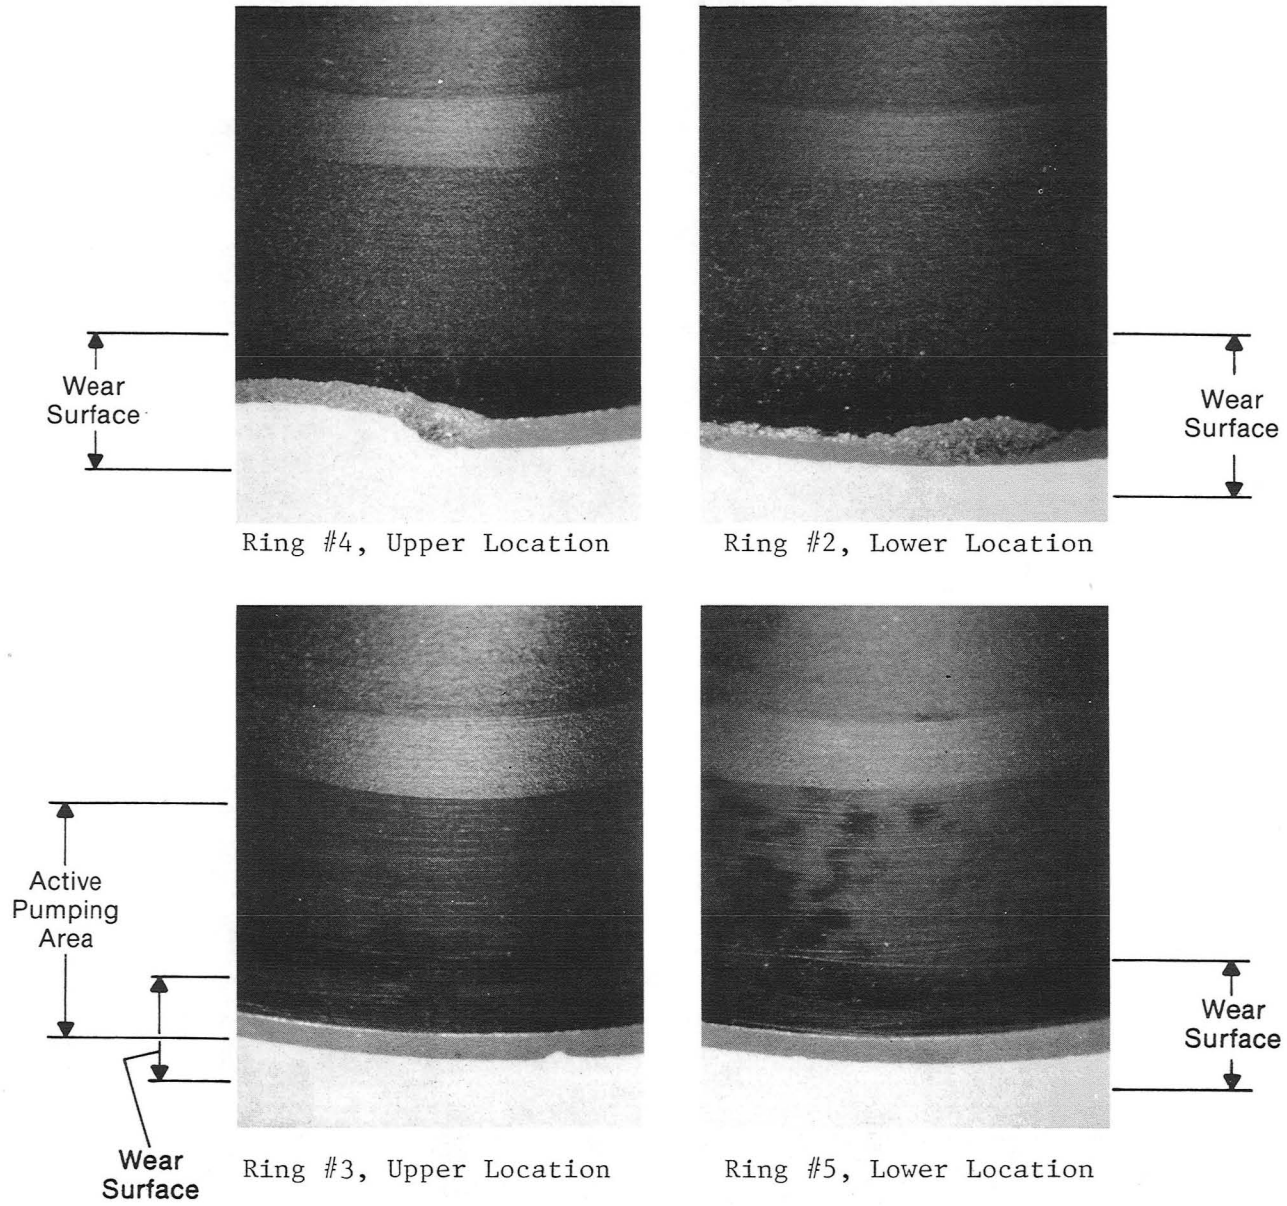 Wear
Surface
Wear
Surface
Ring #4, Upper Location
Ring #2, Lower Location
Active
Pumping
Area
Wear
Surface
Wear
Surface
Ring #3, Upper Location
Ring #5, Lower Location